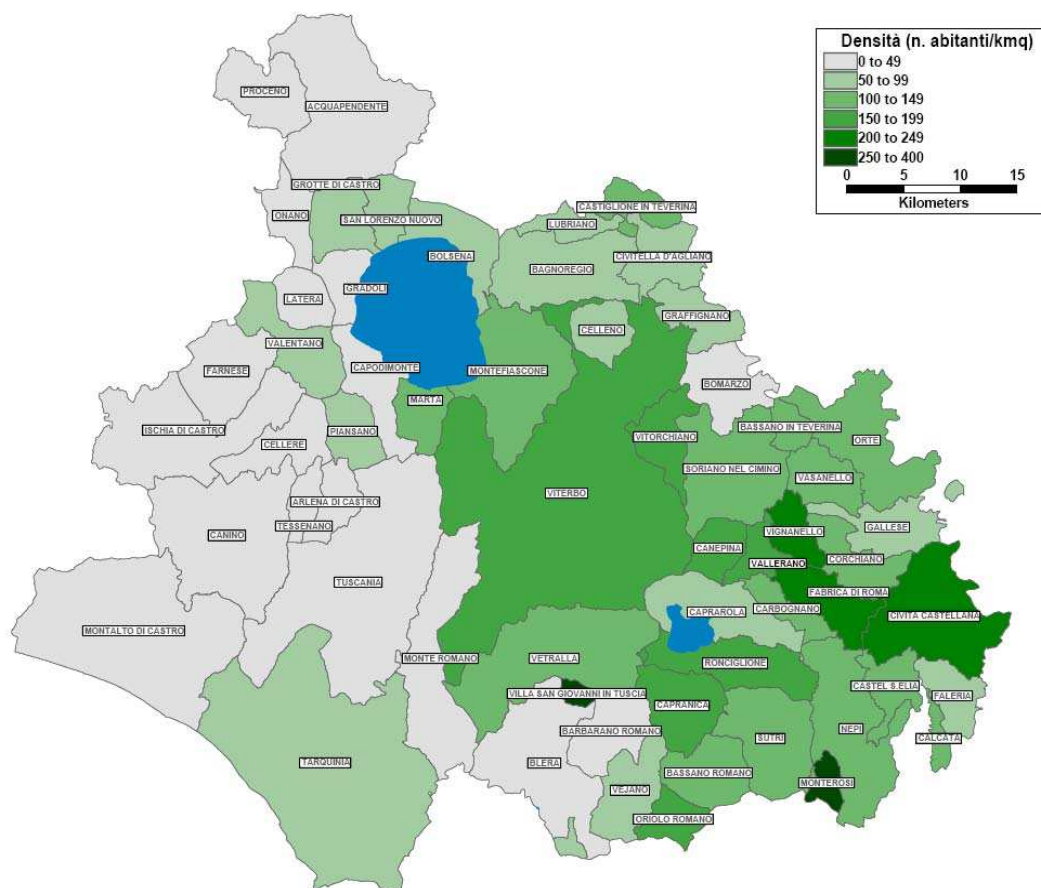 Densità (n. abitanti/kmq)
0 to 49
50 to 99
100 to 149
150 to 199
200 to 249
250 to 400
0 5 10 15
Kilometers
PROCENO
ACQUAPENDENTE
GROTTE DI CASTRO
ONANO
SAN LORENZO NUOVO
CASTIGLIONE IN TEVERINA
LUBRIANO
BOLSENA
CIVITELLA D'AGLIANO
BAGNOREGIO
GRADOLI
LATERA
GRAFFIGNANO
CELLENO
VALENTANO
CAPODIMONTE
FARNESE
MONTEFIASCONE
BOMARZO
MARTA
BASSANO IN TEVERINA
ISCHIA DI CASTRO
PIANSANO
VITORCHIANO
CELLERE
ORTE
SORIANO NEL CIMINO
VASANELLO
VITERBO
ARLENA DI CASTRO
TESSENANO
CANINO
GALLESE
VIGNANELLO
CANEPINA
CORCHIANO
VALLERANO
TUSCANIA
FABRICA DI ROMA
CAPRAROLA
CARBOGNANO
CIVITA CASTELLANA
MONTALTO DI CASTRO
MONTE ROMANO
VETRALLA
RONCIGLIONE
CASTEL S.ELIA
VILLA SAN GIOVANNI IN TUSCIA
FALERIA
CAPRANICA
BARBARANO ROMANO
NEPI
SUTRI
CALCATA
TARQUINIA
BLERA
BASSANO ROMANO
MONTEROSI
VEJANO
ORIOLO ROMANO